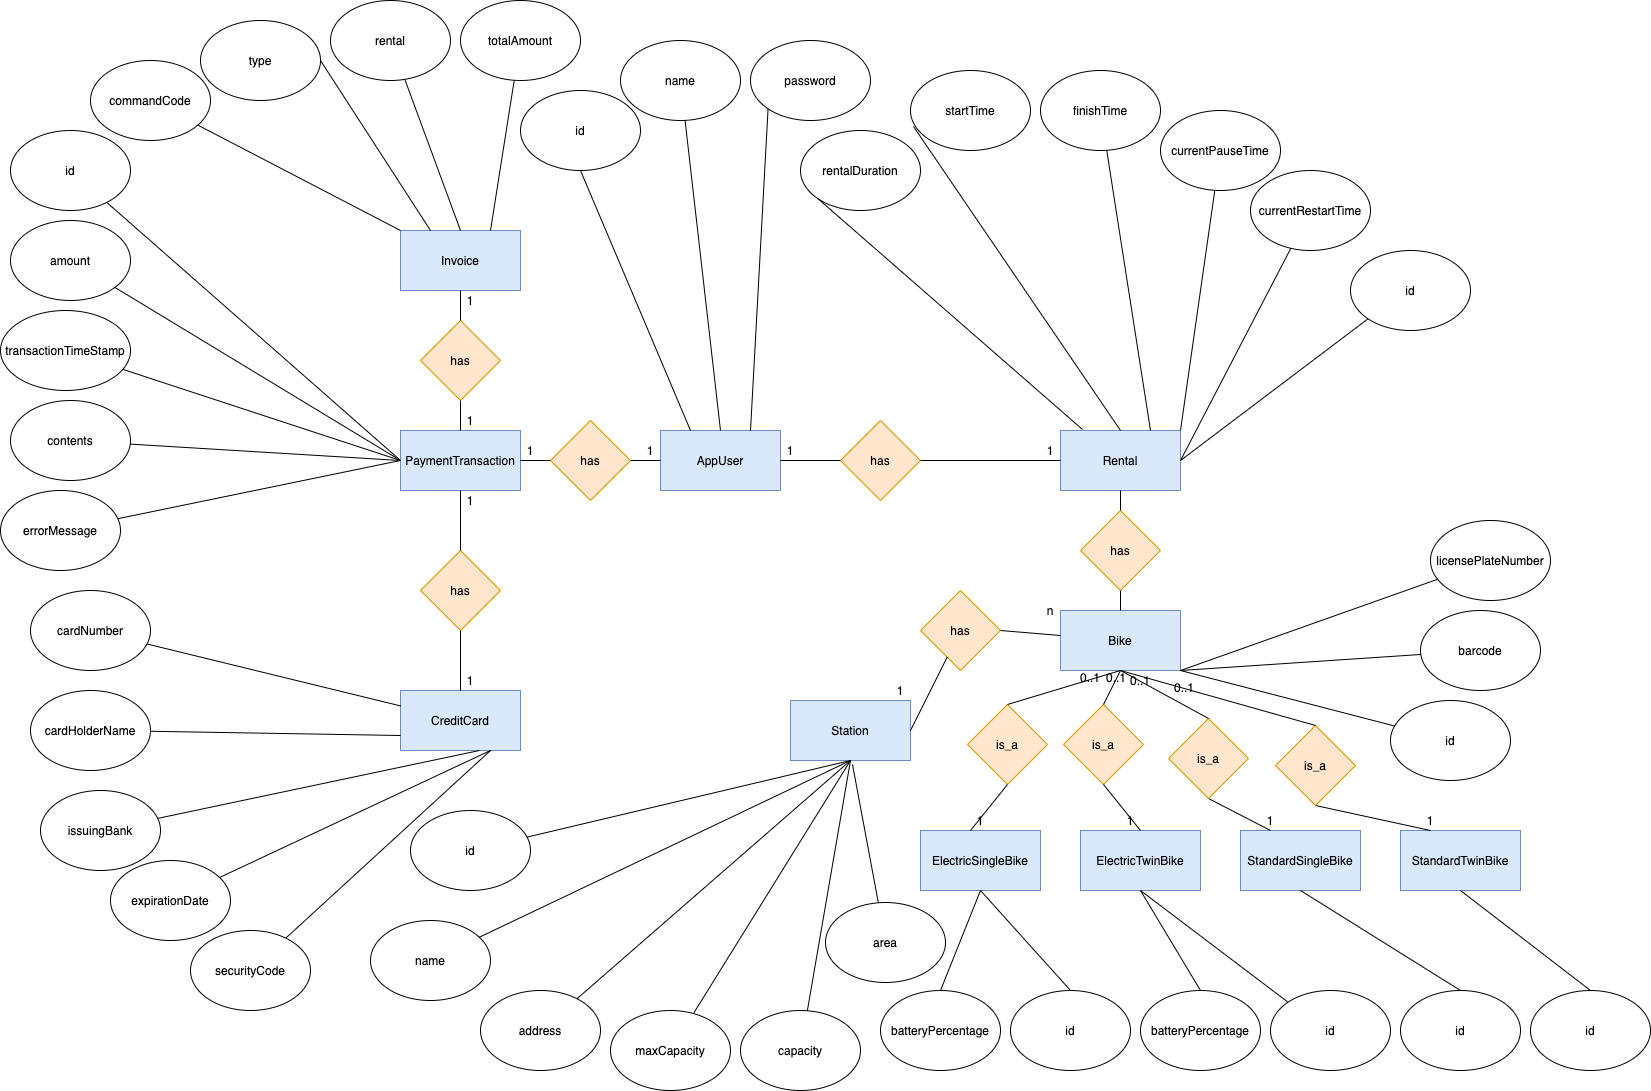 rental
totalAmount
type
name
password
commandCode
startTime
finishTime
id
currentPauseTime
id
rentalDuration
currentRestartTime
amount
Invoice
id
1
transactionTimeStamp
has
contents
1
PaymentTransaction
1
has
1
AppUser
1
has
1
Rental
1
errorMessage
has
has
licensePlateNumber
n
cardNumber
has
Bike
barcode
1
0..1
0..1
0..1
0..1
1
CreditCard
cardHolderName
Station
is_a
is_a
is_a
is_a
id
issuingBank
1
1
1
1
id
ElectricSingleBike
ElectricTwinBike
StandardSingleBike
StandardTwinBike
expirationDate
area
name
securityCode
address
maxCapacity
capacity
batteryPercentage
id
batteryPercentage
id
id
id